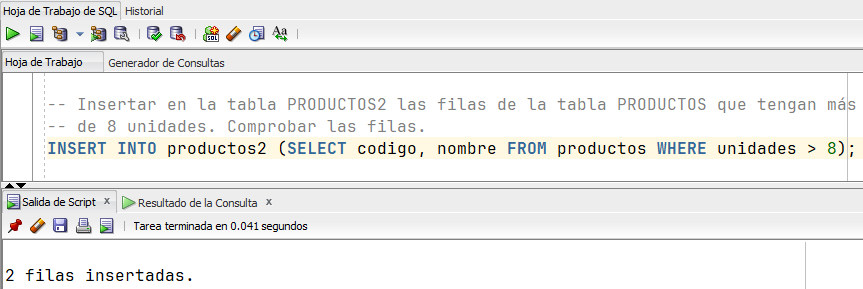 Hoja de Trabajo de SQL Historial
SQL Aa
Hoja de Trabajo Generador de Consultas
-- Insertar en la tabla PRODUCTOS2 las filas de la tabla PRODUCTOS que tengan más
-- de 8 unidades. Comprobar las filas.
INSERT INTO productos2 (SELECT codigo, nombre FROM productos WHERE unidades > 8);
Salida de Script x Resultado de la Consulta x
Tarea terminada en 0.041 segundos
2 filas insertadas.